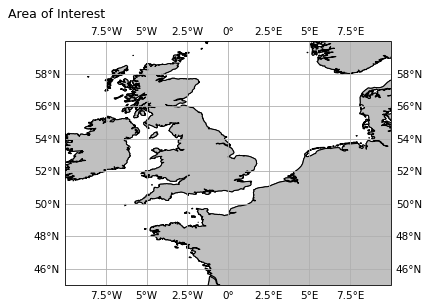 Area of Interest
7.5°W 5°W 2.5°W 0° 2.5°E 5°E 7.5°E
58°N 58°N
56°N 56°N
54°N 54°N
52°N 52°N
50°N 50°N
48°N 48°N
46°N 46°N
7.5°W 5°W 2.5°W 0° 2.5°E 5°E 7.5°E